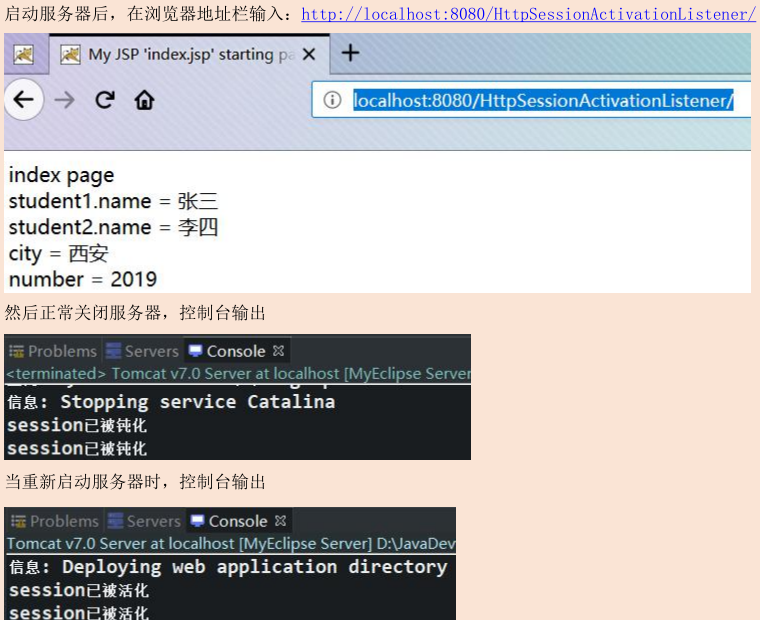 启动服务器后，在浏览器地址栏输入：http://localhost:8080/HttpSessionActivationListener/
My JSP 'index.jsp' starting pa
localhost:8080/HttpSessionActivationListener/
index page
student1.name = 张三
student2.name = 李四
city = 西安
number = 2019
然后正常关闭服务器，控制台输出
Problems Servers Console
<terminated> Tomcat v7.0 Server at localhost [MyEclipse Server
信息: Stopping service Catalina
session已被钝化
session已被钝化
当重新启动服务器时，控制台输出
Problems Servers Console
Tomcat v7.0 Server at localhost [MyEclipse Server] D:\JavaDev
信息: Deploying web application directory
session已被活化
session已被活化